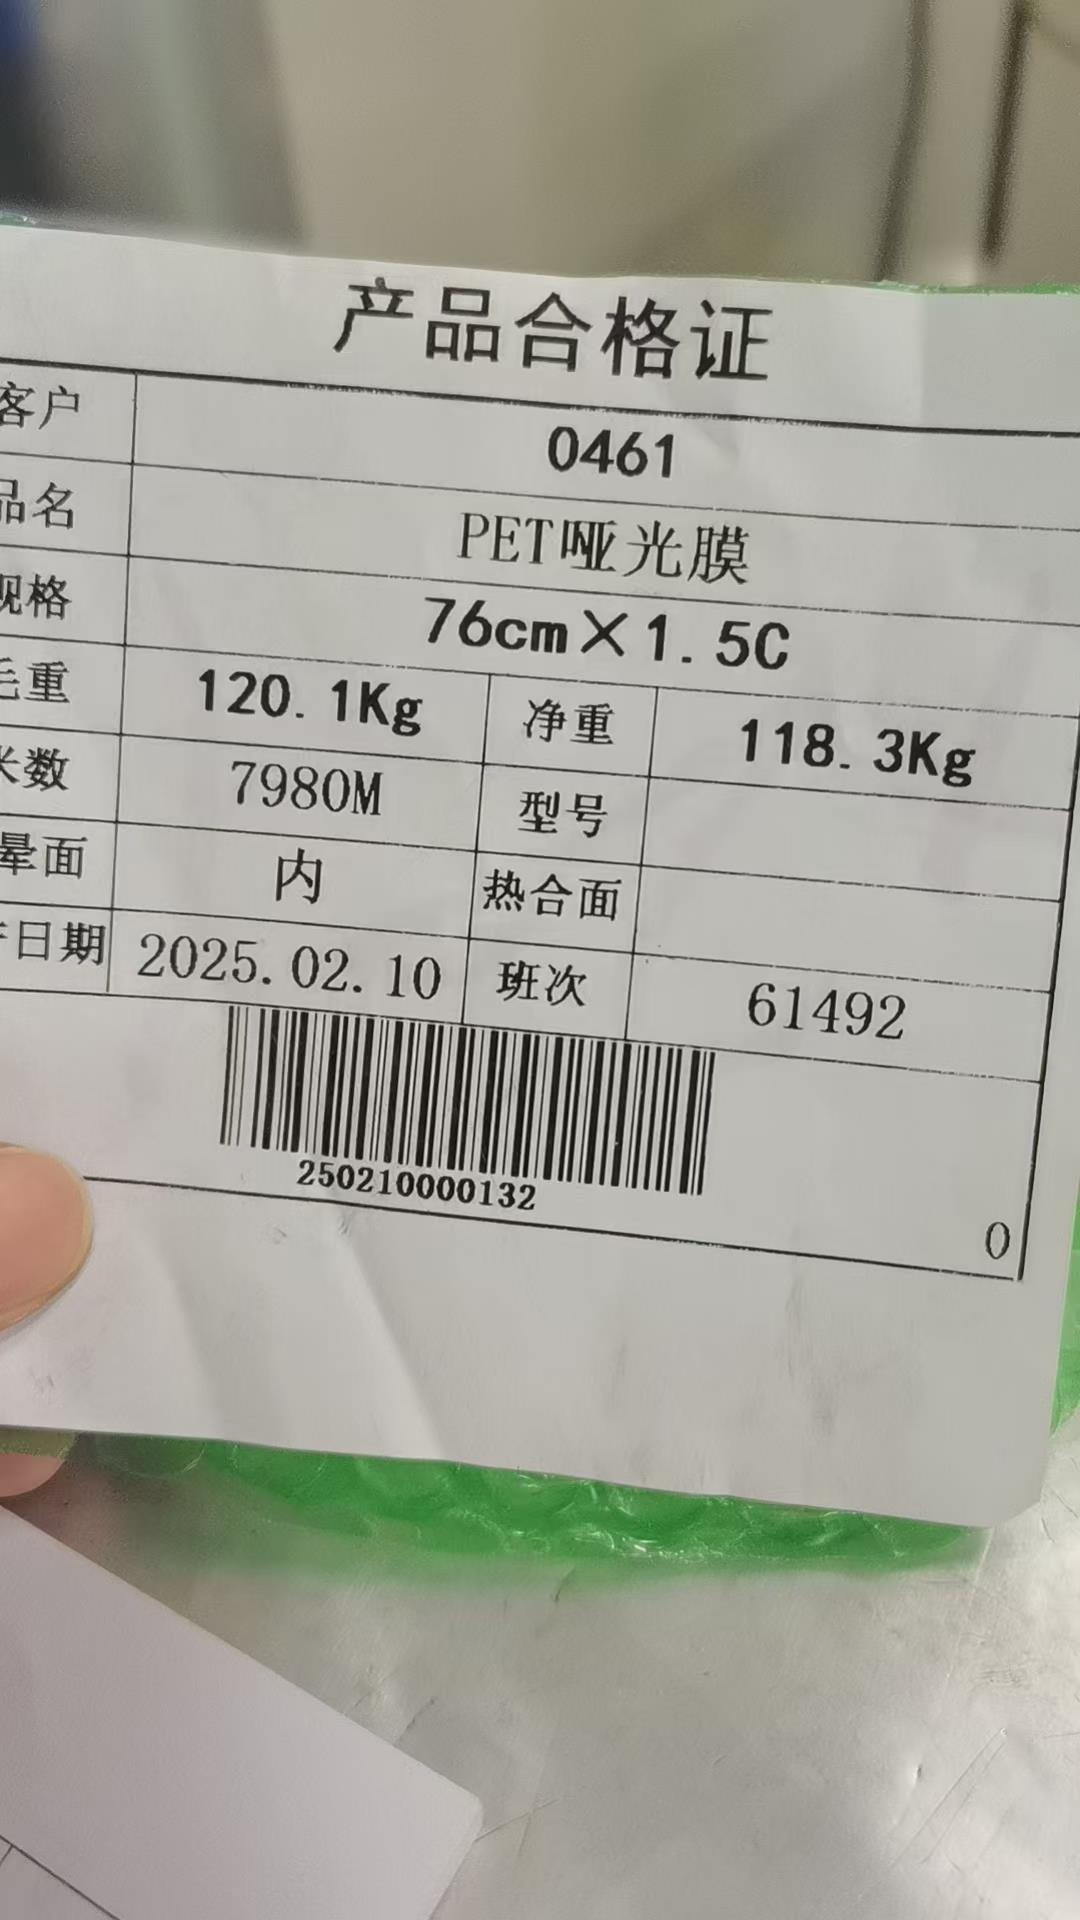 产品合格证
客户 0461
品名 PET哑光膜
规格 76cm×1.5C
毛重 120.1Kg 净重 118.3Kg
米数 7980M 型号
晕面 内 热合面
日期 2025.02.10 班次 61492
250210000132
0